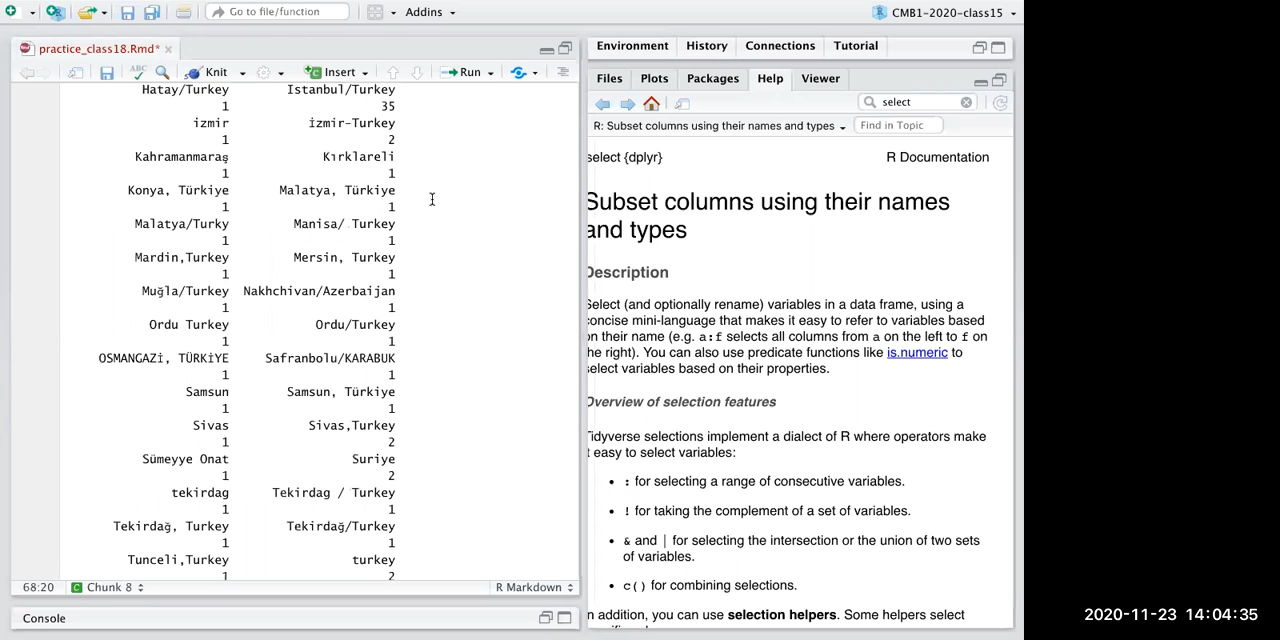 Go to file/function
Addins
CMB1-2020-class15
practice_class18.Rmd*
ABC
Knit
Insert
Run
Hatay/Turkey Istanbul/Turkey
1 35
izmir İzmir-Turkey
1 2
Kahramanmaraş Kırklareli
1 1
Konya, Türkiye Malatya, Türkiye
1 1
Malatya/Turky Manisa/ Turkey
1 1
Mardin,Turkey Mersin, Turkey
1 1
Muğla/Turkey Nakhchivan/Azerbaijan
1 1
Ordu Turkey Ordu/Turkey
1 1
OSMANGAZİ, TÜRKİYE Safranbolu/KARABUK
1 1
Samsun Samsun, Türkiye
1 1
Sivas Sivas,Turkey
1 2
Sümeyye Onat Suriye
1 2
tekirdag Tekirdag / Turkey
1 1
Tekirdağ, Turkey Tekirdağ/Turkey
1 1
Tunceli,Turkey turkey
1 2
68:20 C Chunk 8 R Markdown
Console
Environment History Connections Tutorial
Files Plots Packages Help Viewer
select
R: Subset columns using their names and types Find in Topic
select {dplyr} R Documentation
Subset columns using their names
and types
Description
Select (and optionally rename) variables in a data frame, using a
concise mini-language that makes it easy to refer to variables based
on their name (e.g. a:f selects all columns from a on the left to f on
the right). You can also use predicate functions like is.numeric to
select variables based on their properties.
Overview of selection features
Tidyverse selections implement a dialect of R where operators make
it easy to select variables:
• : for selecting a range of consecutive variables.
• ! for taking the complement of a set of variables.
• & and | for selecting the intersection or the union of two sets
of variables.
• c() for combining selections.
In addition, you can use selection helpers. Some helpers select
2020-11-23 14:04:35